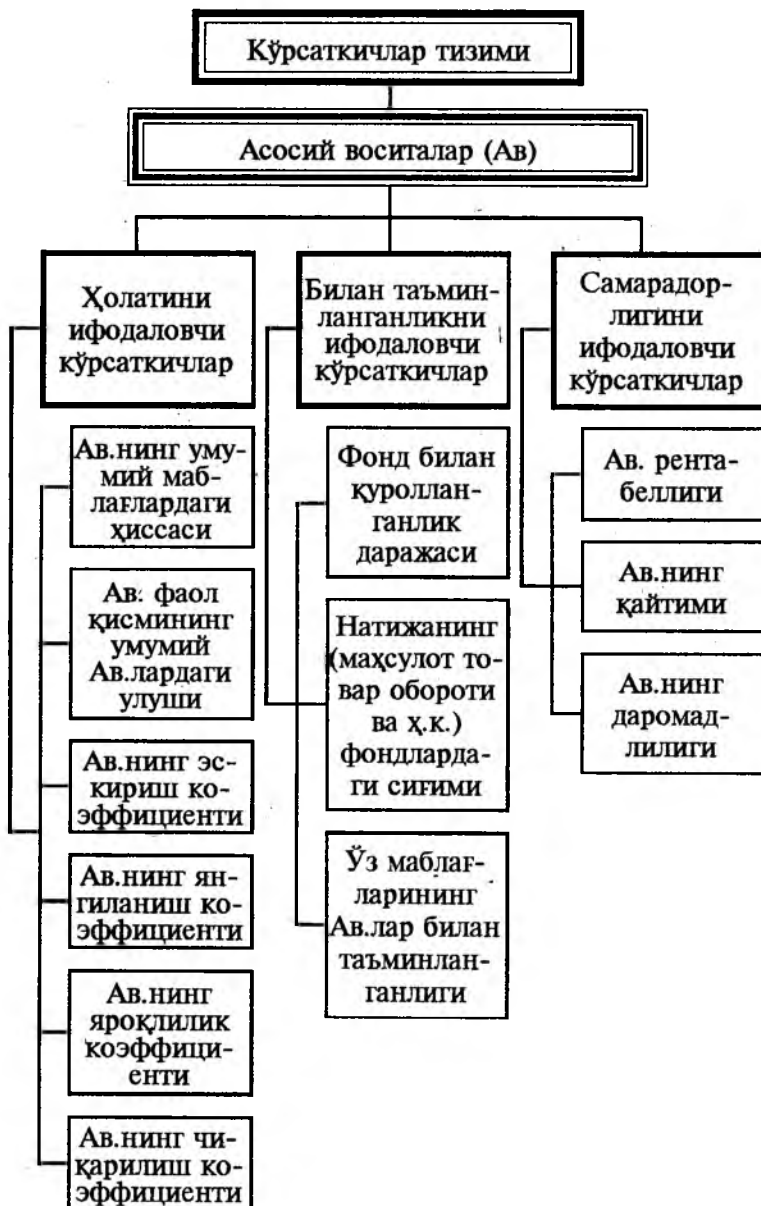 Кўрсаткичлар тизими
Асосий воситалар (Ав)
Ҳолатини
ифодаловчи
кўрсаткичлар
Ав.нинг уму-
мий маб-
лағлардаги
ҳиссаси
Ав. фаол
қисмининг
умумий
Ав.лардаги
улуши
Ав.нинг эс-
кириш ко-
эффициенти
Ав.нинг ян-
гиланиш ко-
эффициенти
Ав.нинг
яроқлилик
коэффици-
енти
Ав.нинг чи-
қарилиш ко-
эффициенти
Билан таъмин-
ланганликни
ифодаловчи
кўрсаткичлар
Фонд билан
қуролллан-
ганлик
даражаси
Натижанинг
(маҳсулот то-
вар обороти
ва ҳ.к.)
фондларда-
ги сиғими
Ўз маблағ-
ларининг
Ав.лар билан
таъминлан-
ганлиги
Самарадор-
лигини
ифодаловчи
кўрсаткичлар
Ав. рента-
беллиги
Ав.нинг
қайтими
Ав.нинг
даромад-
лилиги